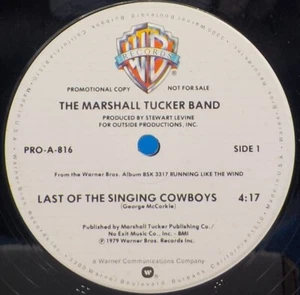 WB
RECORDS
PROMOTIONAL COPY NOT FOR SALE
THE MARSHALL TUCKER BAND
PRODUCED BY STEWART LEVINE
FOR OUTSIDE PRODUCTIONS, INC.
PRO-A-816 SIDE 1
From the Warner Bros. Album BSK 3317 RUNNING LIKE THE WIND
LAST OF THE SINGING COWBOYS 4:17
(George McCorkle)
Published by Marshall Tucker Publishing Co./
No Exit Music Co., Inc. - BMI
℗ 1979 Warner Bros. Records Inc.
a Warner Communications Company